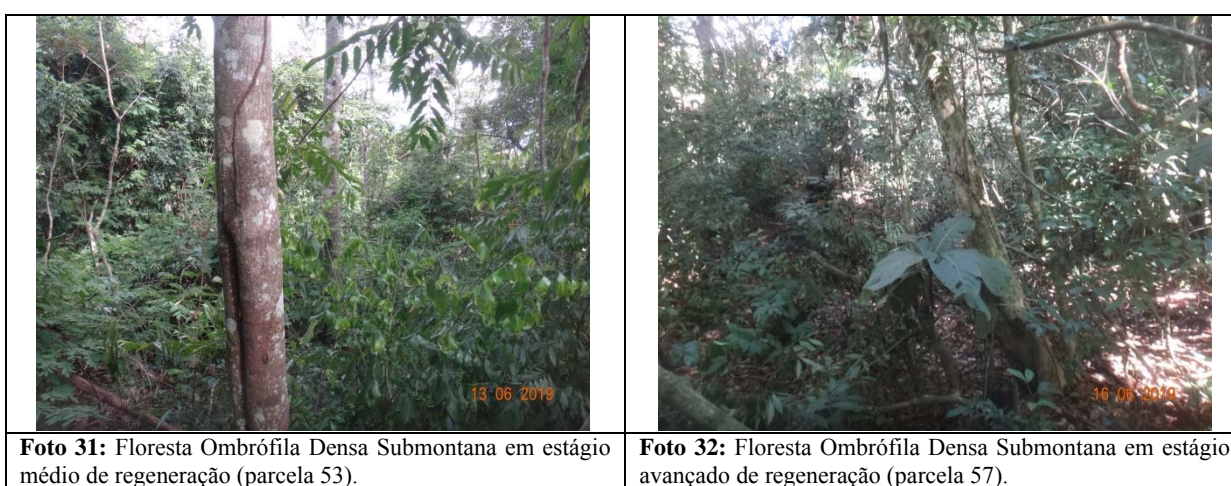 13 06 2019
16 06 2019
Foto 31: Floresta Ombrófila Densa Submontana em estágio
médio de regeneração (parcela 53).
Foto 32: Floresta Ombrófila Densa Submontana em estágio
avançado de regeneração (parcela 57).